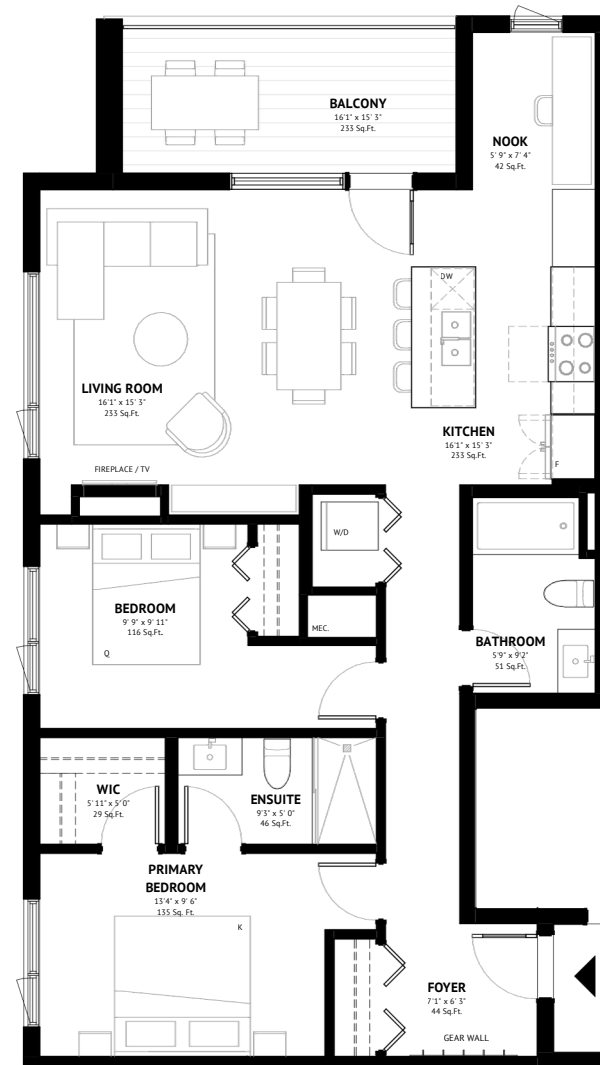 BALCONY
16'1" x 15' 3"
233 Sq.Ft.
NOOK
5' 9" x 7' 4"
42 Sq.Ft.
DW
LIVING ROOM
16'1" x 15' 3"
233 Sq.Ft.
KITCHEN
16'1" x 15' 3"
233 Sq.Ft.
F
FIREPLACE / TV
W/D
BEDROOM
9' 9" x 9' 11"
116 Sq.Ft.
Q
MEC.
BATHROOM
5'9" x 9'2"
51 Sq.Ft.
WIC
5' 11" x 5' 0"
29 Sq.Ft.
ENSUITE
9'3" x 5' 0"
46 Sq.Ft.
PRIMARY
BEDROOM
13'4" x 9' 6"
135 Sq. Ft.
K
FOYER
7'1" x 6' 3"
44 Sq.Ft.
GEAR WALL